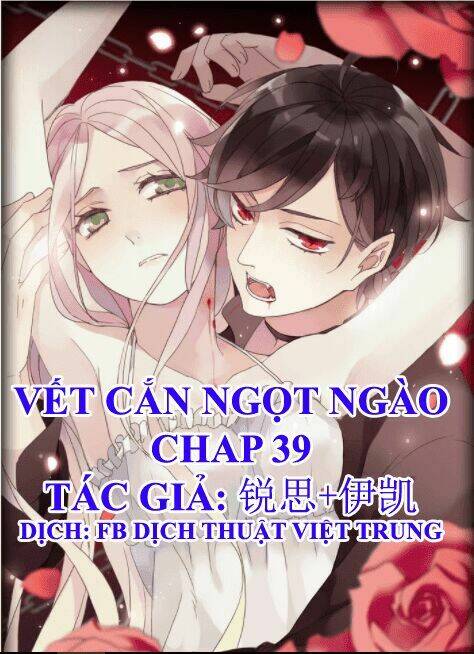 VẾT CẮN NGỌT NGÀO
CHAP 39
TÁC GIẢ: 锐思+伊凯
DỊCH: FB DỊCH THUẬT VIỆT TRUNG